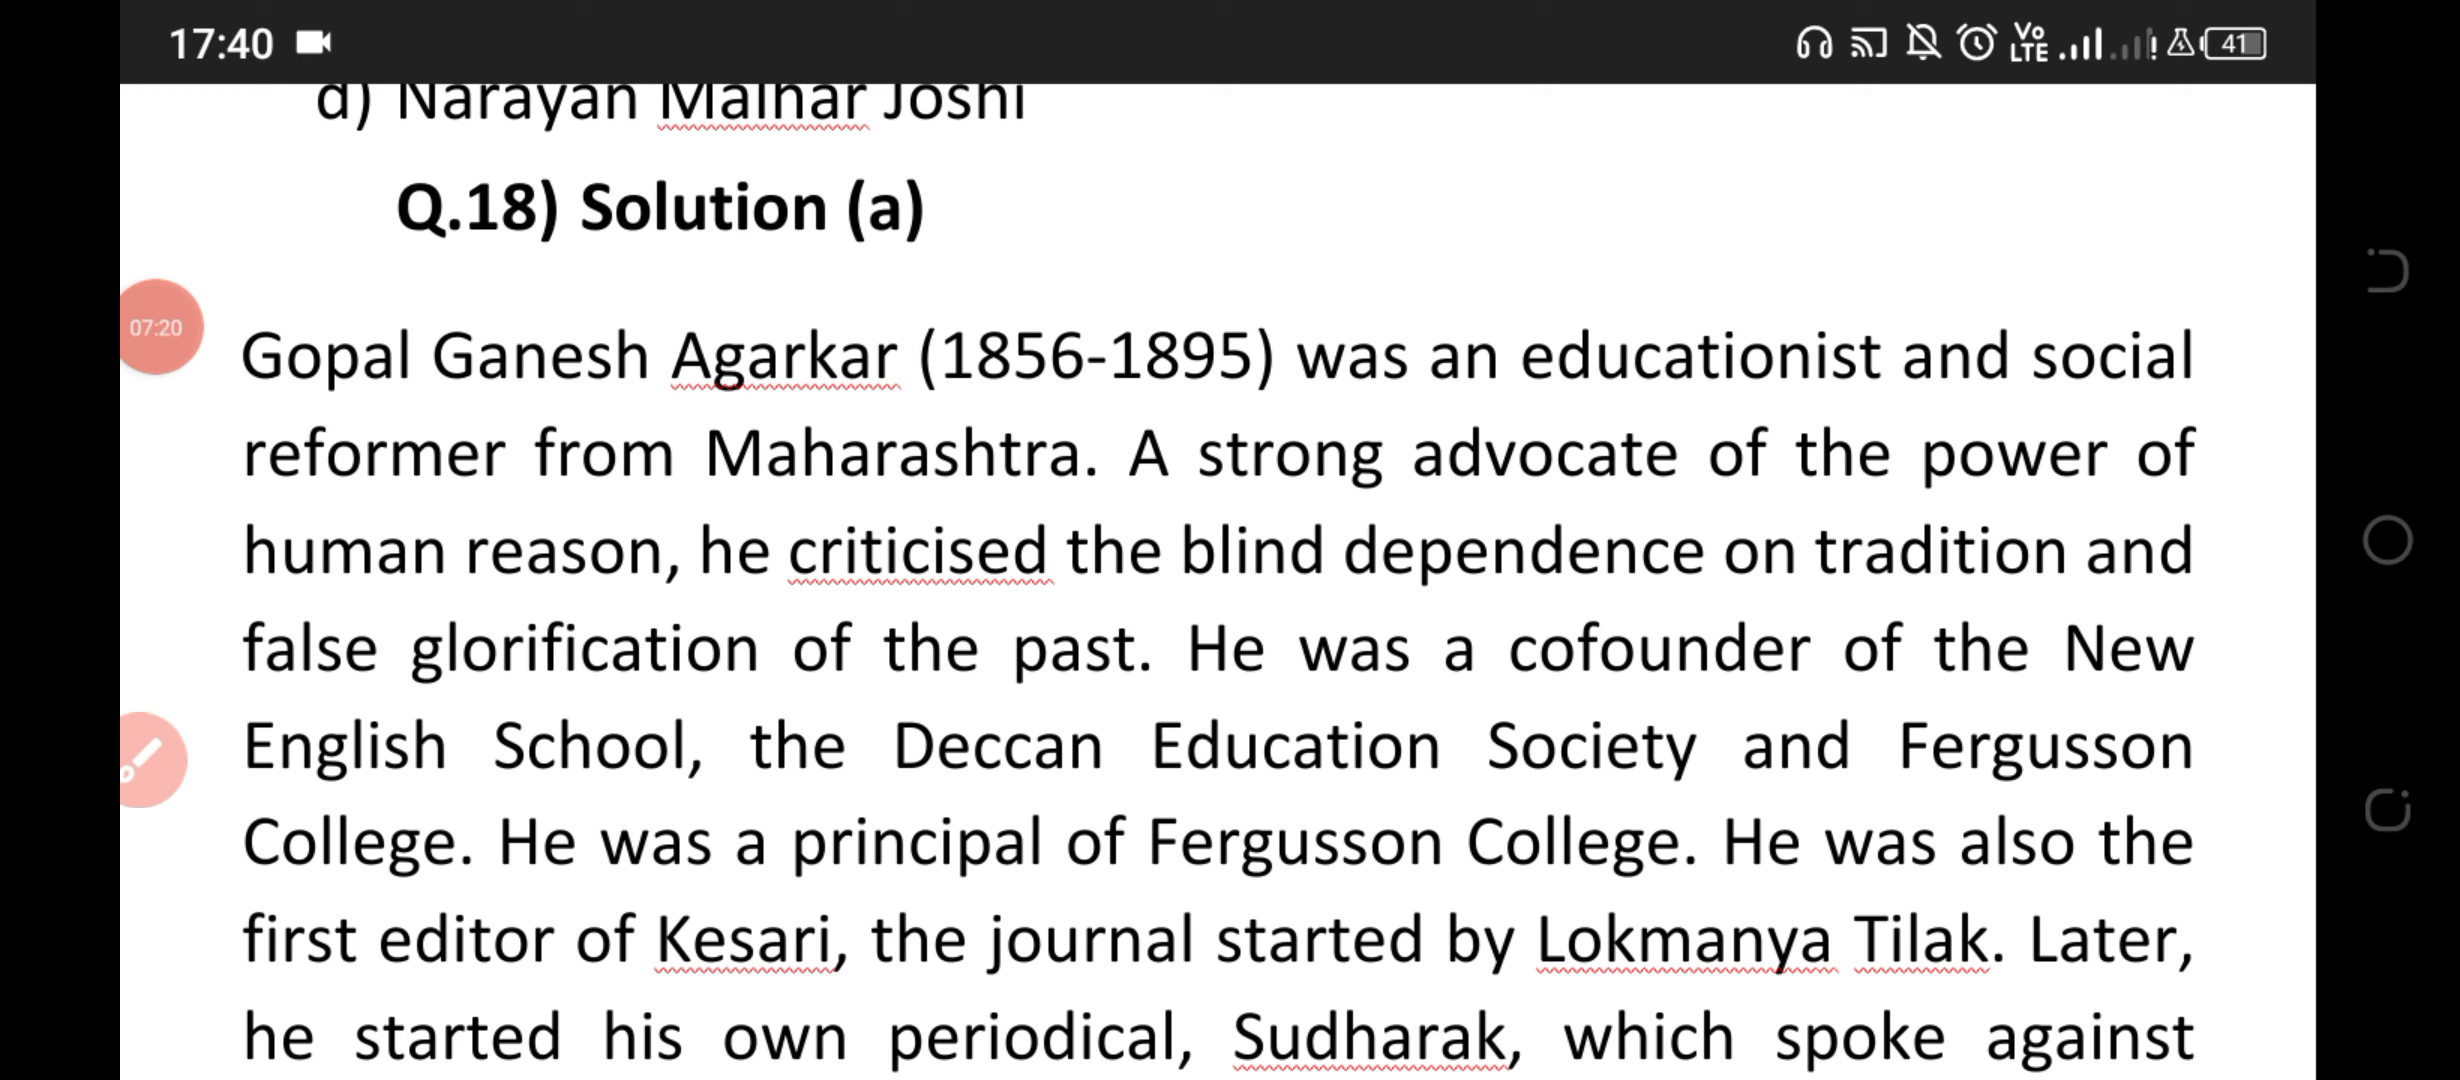 17:40 Vo LTE 41
d) Narayan Malhar Joshi
Q.18) Solution (a)
07:20
Gopal Ganesh Agarkar (1856-1895) was an educationist and social
reformer from Maharashtra. A strong advocate of the power of
human reason, he criticised the blind dependence on tradition and
false glorification of the past. He was a cofounder of the New
English School, the Deccan Education Society and Fergusson
College. He was a principal of Fergusson College. He was also the
first editor of Kesari, the journal started by Lokmanya Tilak. Later,
he started his own periodical, Sudharak, which spoke against